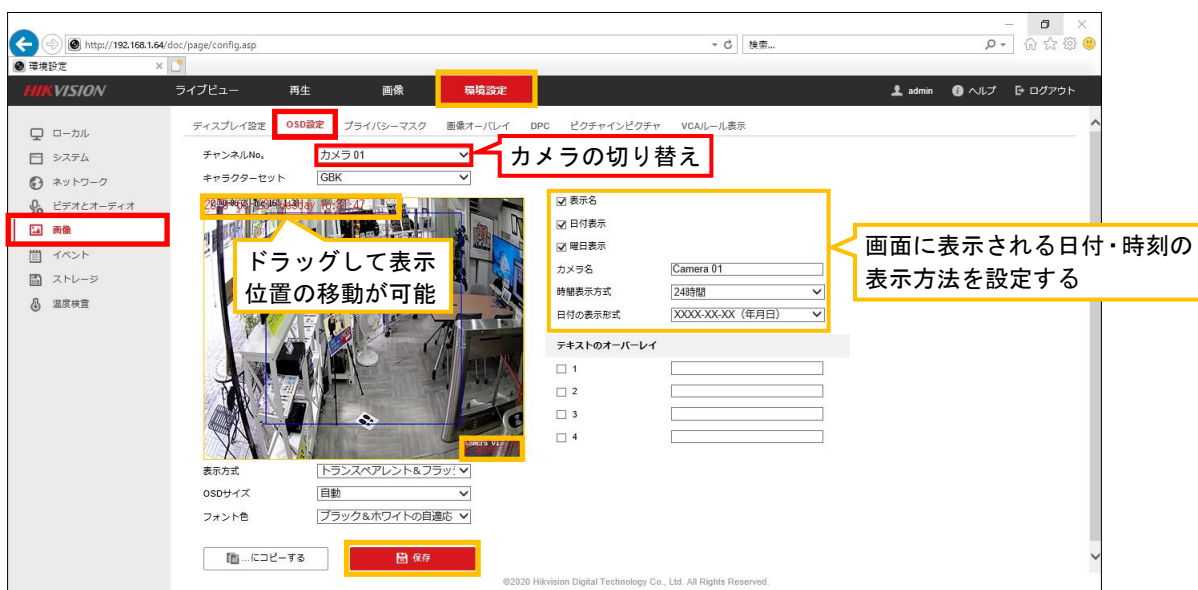 http://192.168.1.64/doc/page/config.asp
検索...
環境設定
HIKVISION
ライブビュー
再生
画像
環境設定
admin
ヘルプ
ログアウト
ローカル
システム
ネットワーク
ビデオとオーディオ
画像
イベント
ストレージ
温度検査
ディスプレイ設定
OSD設定
プライバシーマスク
画像オーバレイ
DPC
ピクチャインピクチャ
VCAルール表示
チャンネルNo。
カメラ 01
カメラの切り替え
キャラクターセット
GBK
ドラッグして表示
位置の移動が可能
表示名
日付表示
曜日表示
カメラ名
Camera 01
時間表示方式
24時間
日付の表示形式
XXXX-XX-XX（年月日）
画面に表示される日付・時刻の
表示方法を設定する
テキストのオーバーレイ
1
2
3
4
表示方式
トランスペアレント&フラッ
OSDサイズ
自動
フォント色
ブラック&ホワイトの自適応
...にコピーする
保存
©2020 Hikvision Digital Technology Co., Ltd. All Rights Reserved.